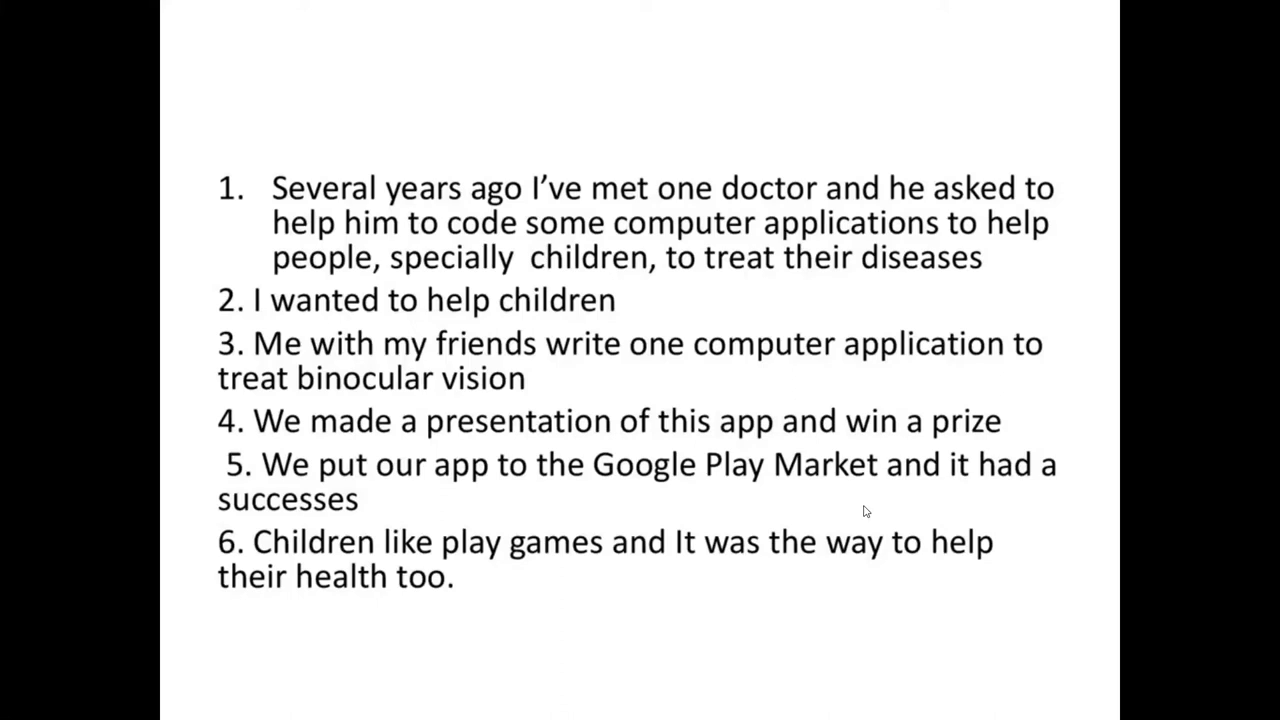 1. Several years ago I’ve met one doctor and he asked to
help him to code some computer applications to help
people, specially  children, to treat their diseases
2. I wanted to help children
3. Me with my friends write one computer application to
treat binocular vision
4. We made a presentation of this app and win a prize
5. We put our app to the Google Play Market and it had a
successes
6. Children like play games and It was the way to help
their health too.